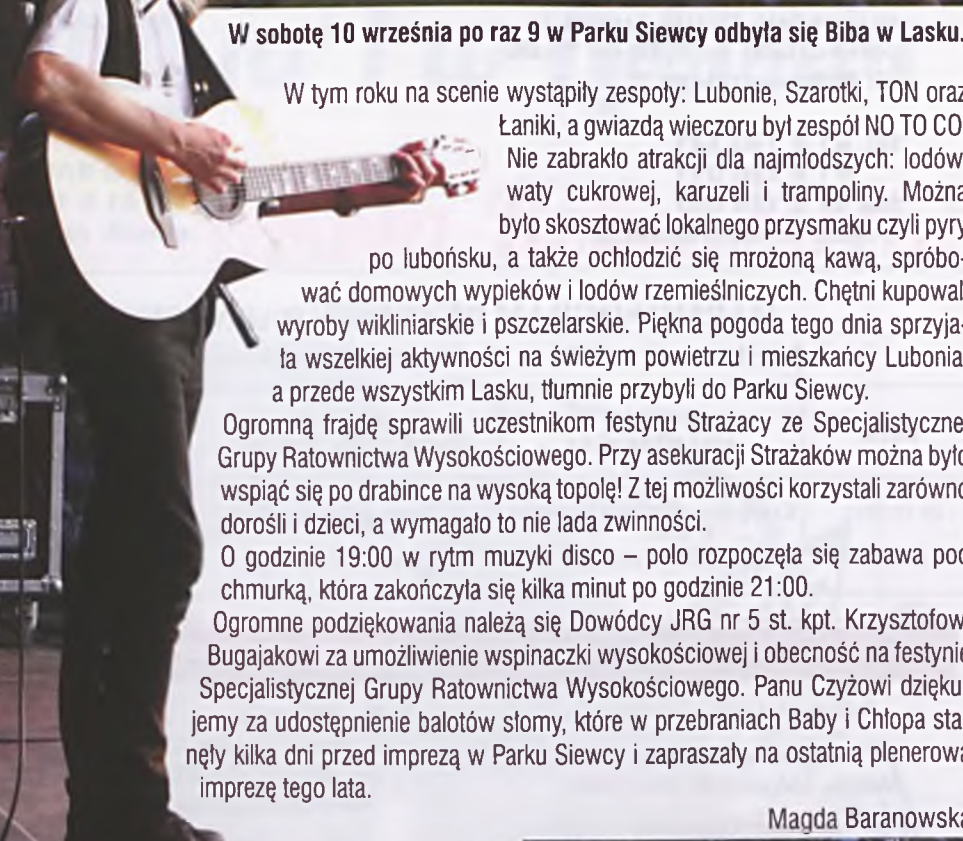 W sobotę 10 września po raz 9 w Parku Siewcy odbyła się Biba w Lasku.
W tym roku na scenie wystąpiły zespoły: Lubonie, Szarotki, TON oraz
Łaniki, a gwiazdą wieczoru był zespół NO TO CO
Nie zabrakło atrakcji dla najmłodszych: lodów
waty cukrowej, karuzeli i trampoliny. Można
było skosztować lokalnego przysmaku czyli pyry
po lubońsku, a także ochłodzić się mrożoną kawą, spróbo-
wać domowych wypieków i lodów rzemieślniczych. Chętni kupowal
wyroby wikliniarskie i pszczelarskie. Piękna pogoda tego dnia sprzyja-
ła wszelkiej aktywności na świeżym powietrzu i mieszkańcy Lubonia
a przede wszystkim Lasku, tłumnie przybyli do Parku Siewcy.
Ogromną frajdę sprawili uczestnikom festynu Strażacy ze Specjalistyczne
Grupy Ratownictwa Wysokościowego. Przy asekuracji Strażaków można było
wspiąć się po drabince na wysoką topolę! Z tej możliwości korzystali zarówno
dorośli i dzieci, a wymagało to nie lada zwinności.
O godzinie 19:00 w rytm muzyki disco – polo rozpoczęła się zabawa pod
chmurką, która zakończyła się kilka minut po godzinie 21:00.
Ogromne podziękowania należą się Dowódcy JRG nr 5 st. kpt. Krzysztofow
Bugajakowi za umożliwienie wspinaczki wysokościowej i obecność na festynie
Specjalistycznej Grupy Ratownictwa Wysokościowego. Panu Czyżowi dzięku-
jemy za udostępnienie balotów słomy, które w przebraniach Baby i Chłopa sta-
nęły kilka dni przed imprezą w Parku Siewcy i zapraszały na ostatnią plenerową
imprezę tego lata.
Magda Baranowska